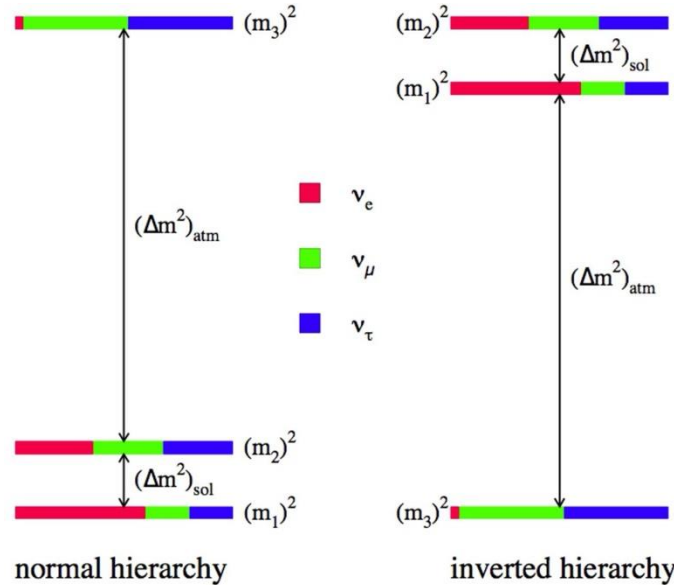 (m₃)²
(Δm²)atm
(m₂)²
(Δm²)sol
(m₁)²
normal hierarchy
νe
νμ
ντ
(m₂)²
(Δm²)sol
(m₁)²
(Δm²)atm
(m₃)²
inverted hierarchy